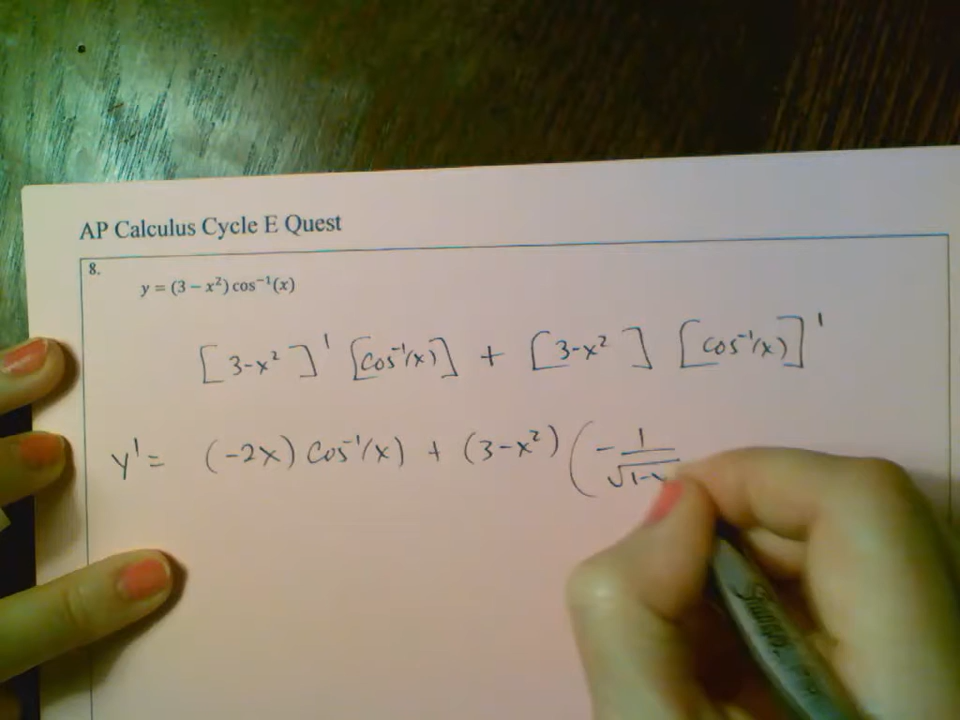 AP Calculus Cycle E Quest
8.
y = (3 − x²) cos⁻¹(x)
[3-x²]' [cos⁻¹(x)] + [3-x²] [cos⁻¹(x)]'
y' = (-2x) cos⁻¹(x) + (3-x²) (- 1/√1-x
Sharpie